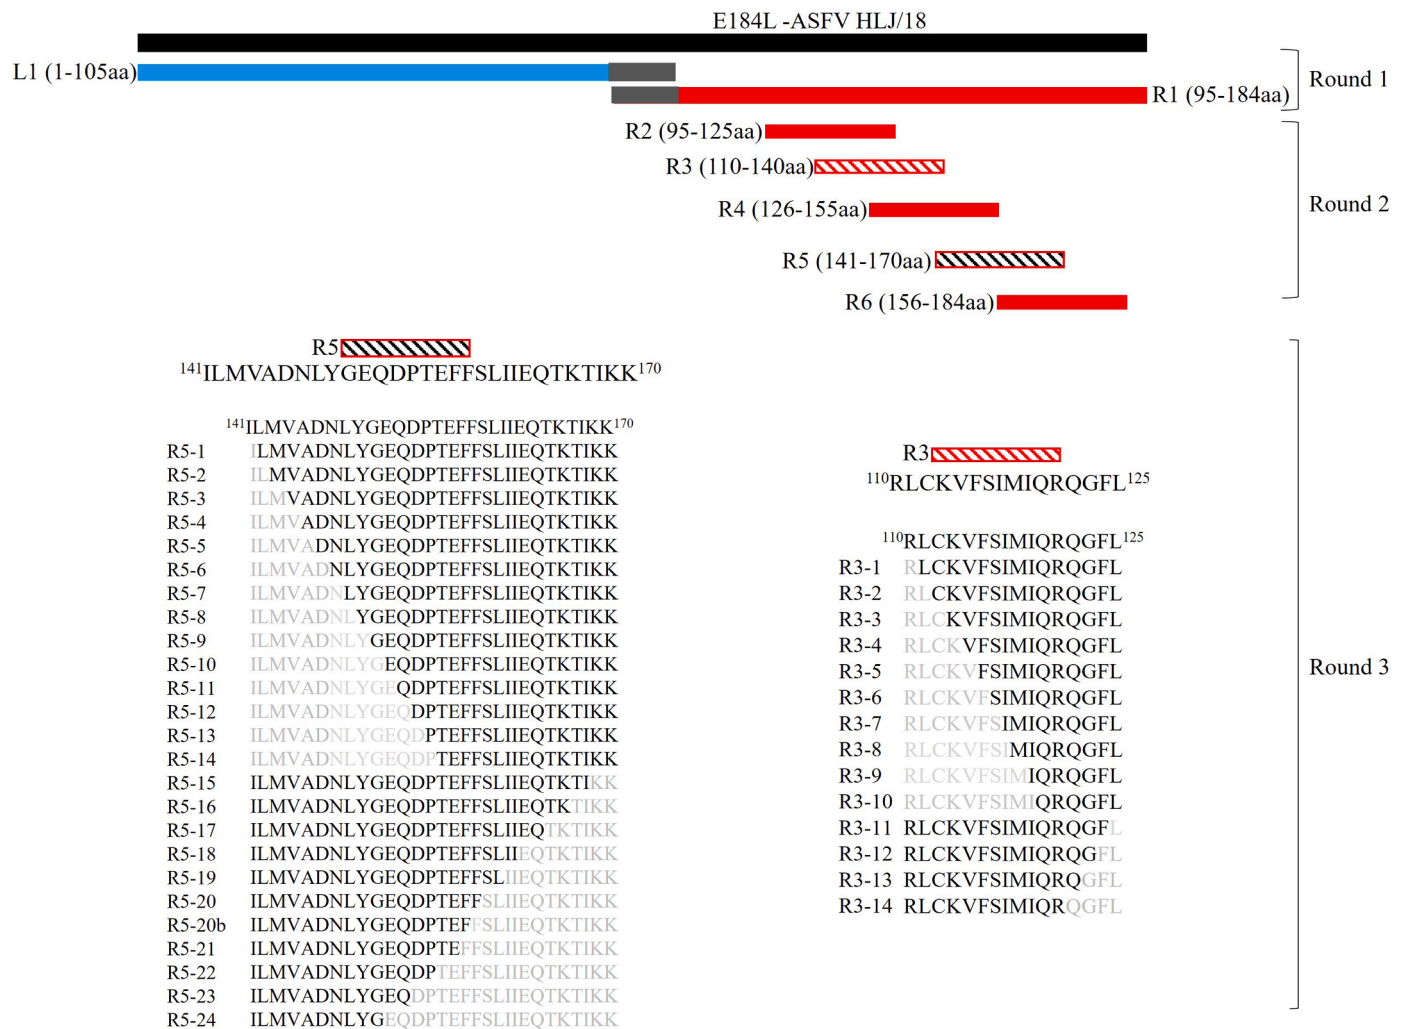 E184L -ASFV HLJ/18
L1 (1-105aa)
R1 (95-184aa)
Round 1
R2 (95-125aa)
R3 (110-140aa)
R4 (126-155aa)
R5 (141-170aa)
R6 (156-184aa)
Round 2
R5
141ILMVADNLYGEQDPTEFFSLIIEQTKTIKK170
141ILMVADNLYGEQDPTEFFSLIIEQTKTIKK170
R5-1 ILMVADNLYGEQDPTEFFSLIIEQTKTIKK
R5-2 ILMVADNLYGEQDPTEFFSLIIEQTKTIKK
R5-3 ILMVADNLYGEQDPTEFFSLIIEQTKTIKK
R5-4 ILMVADNLYGEQDPTEFFSLIIEQTKTIKK
R5-5 ILMVADNLYGEQDPTEFFSLIIEQTKTIKK
R5-6 ILMVADNLYGEQDPTEFFSLIIEQTKTIKK
R5-7 ILMVADNLYGEQDPTEFFSLIIEQTKTIKK
R5-8 ILMVADNLYGEQDPTEFFSLIIEQTKTIKK
R5-9 ILMVADNLYGEQDPTEFFSLIIEQTKTIKK
R5-10 ILMVADNLYGEQDPTEFFSLIIEQTKTIKK
R5-11 ILMVADNLYGEQDPTEFFSLIIEQTKTIKK
R5-12 ILMVADNLYGEQDPTEFFSLIIEQTKTIKK
R5-13 ILMVADNLYGEQDPTEFFSLIIEQTKTIKK
R5-14 ILMVADNLYGEQDPTEFFSLIIEQTKTIKK
R5-15 ILMVADNLYGEQDPTEFFSLIIEQTKTIKK
R5-16 ILMVADNLYGEQDPTEFFSLIIEQTKTIKK
R5-17 ILMVADNLYGEQDPTEFFSLIIEQTKTIKK
R5-18 ILMVADNLYGEQDPTEFFSLIIEQTKTIKK
R5-19 ILMVADNLYGEQDPTEFFSLIIEQTKTIKK
R5-20 ILMVADNLYGEQDPTEFFSLIIEQTKTIKK
R5-20b ILMVADNLYGEQDPTEFFSLIIEQTKTIKK
R5-21 ILMVADNLYGEQDPTEFFSLIIEQTKTIKK
R5-22 ILMVADNLYGEQDPTEFFSLIIEQTKTIKK
R5-23 ILMVADNLYGEQDPTEFFSLIIEQTKTIKK
R5-24 ILMVADNLYGEQDPTEFFSLIIEQTKTIKK
R3
110RLCKVFSIMIQRQGFL125
110RLCKVFSIMIQRQGFL125
R3-1 RLCKVFSIMIQRQGFL
R3-2 RLCKVFSIMIQRQGFL
R3-3 RLCKVFSIMIQRQGFL
R3-4 RLCKVFSIMIQRQGFL
R3-5 RLCKVFSIMIQRQGFL
R3-6 RLCKVFSIMIQRQGFL
R3-7 RLCKVFSIMIQRQGFL
R3-8 RLCKVFSIMIQRQGFL
R3-9 RLCKVFSIMIQRQGFL
R3-10 RLCKVFSIMIQRQGFL
R3-11 RLCKVFSIMIQRQGFL
R3-12 RLCKVFSIMIQRQGFL
R3-13 RLCKVFSIMIQRQGFL
R3-14 RLCKVFSIMIQRQGFL
Round 3